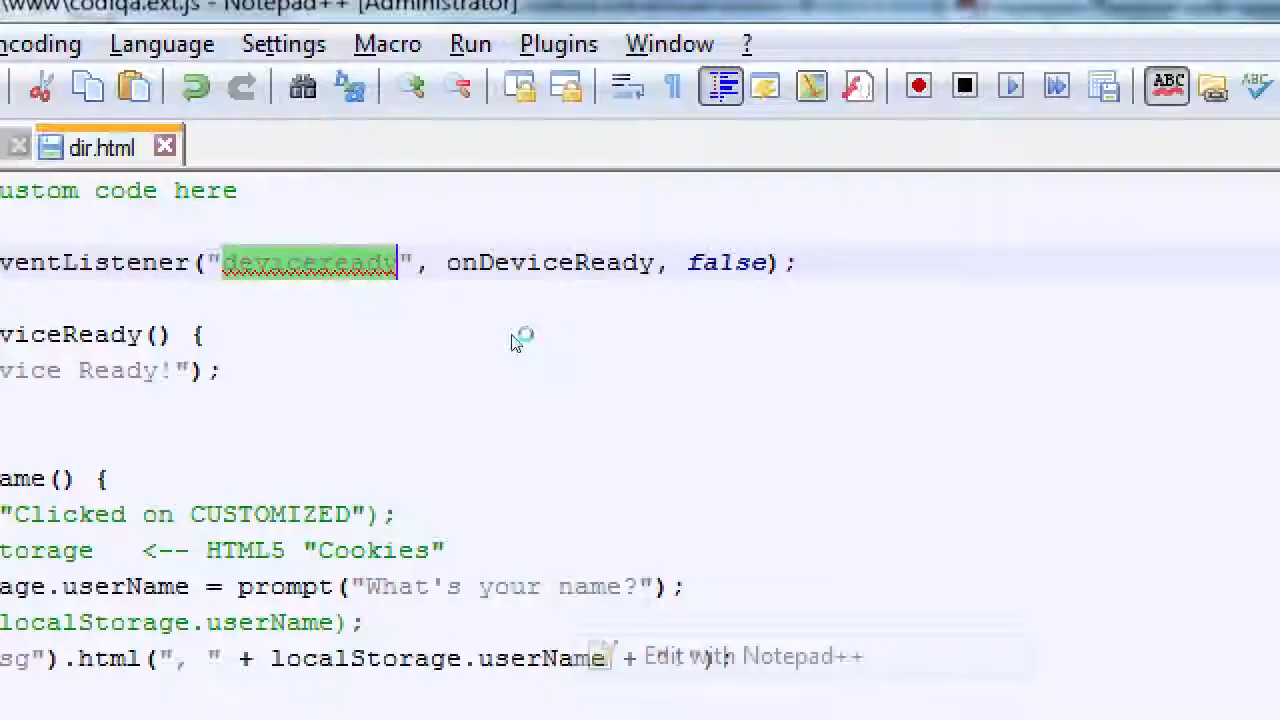 \www\codiqa.ext.js - Notepad++ [Administrator]
ncoding Language Settings Macro Run Plugins Window ?
ABC ABC
dir.html
ustom code here
ventListener("deviceready", onDeviceReady, false);
viceReady() {
vice Ready!");
ame() {
"Clicked on CUSTOMIZED");
torage <-- HTML5 "Cookies"
age.userName = prompt("What's your name?");
localStorage.userName);
sg").html(", " + localStorage.userName + "!");
Edit with Notepad++